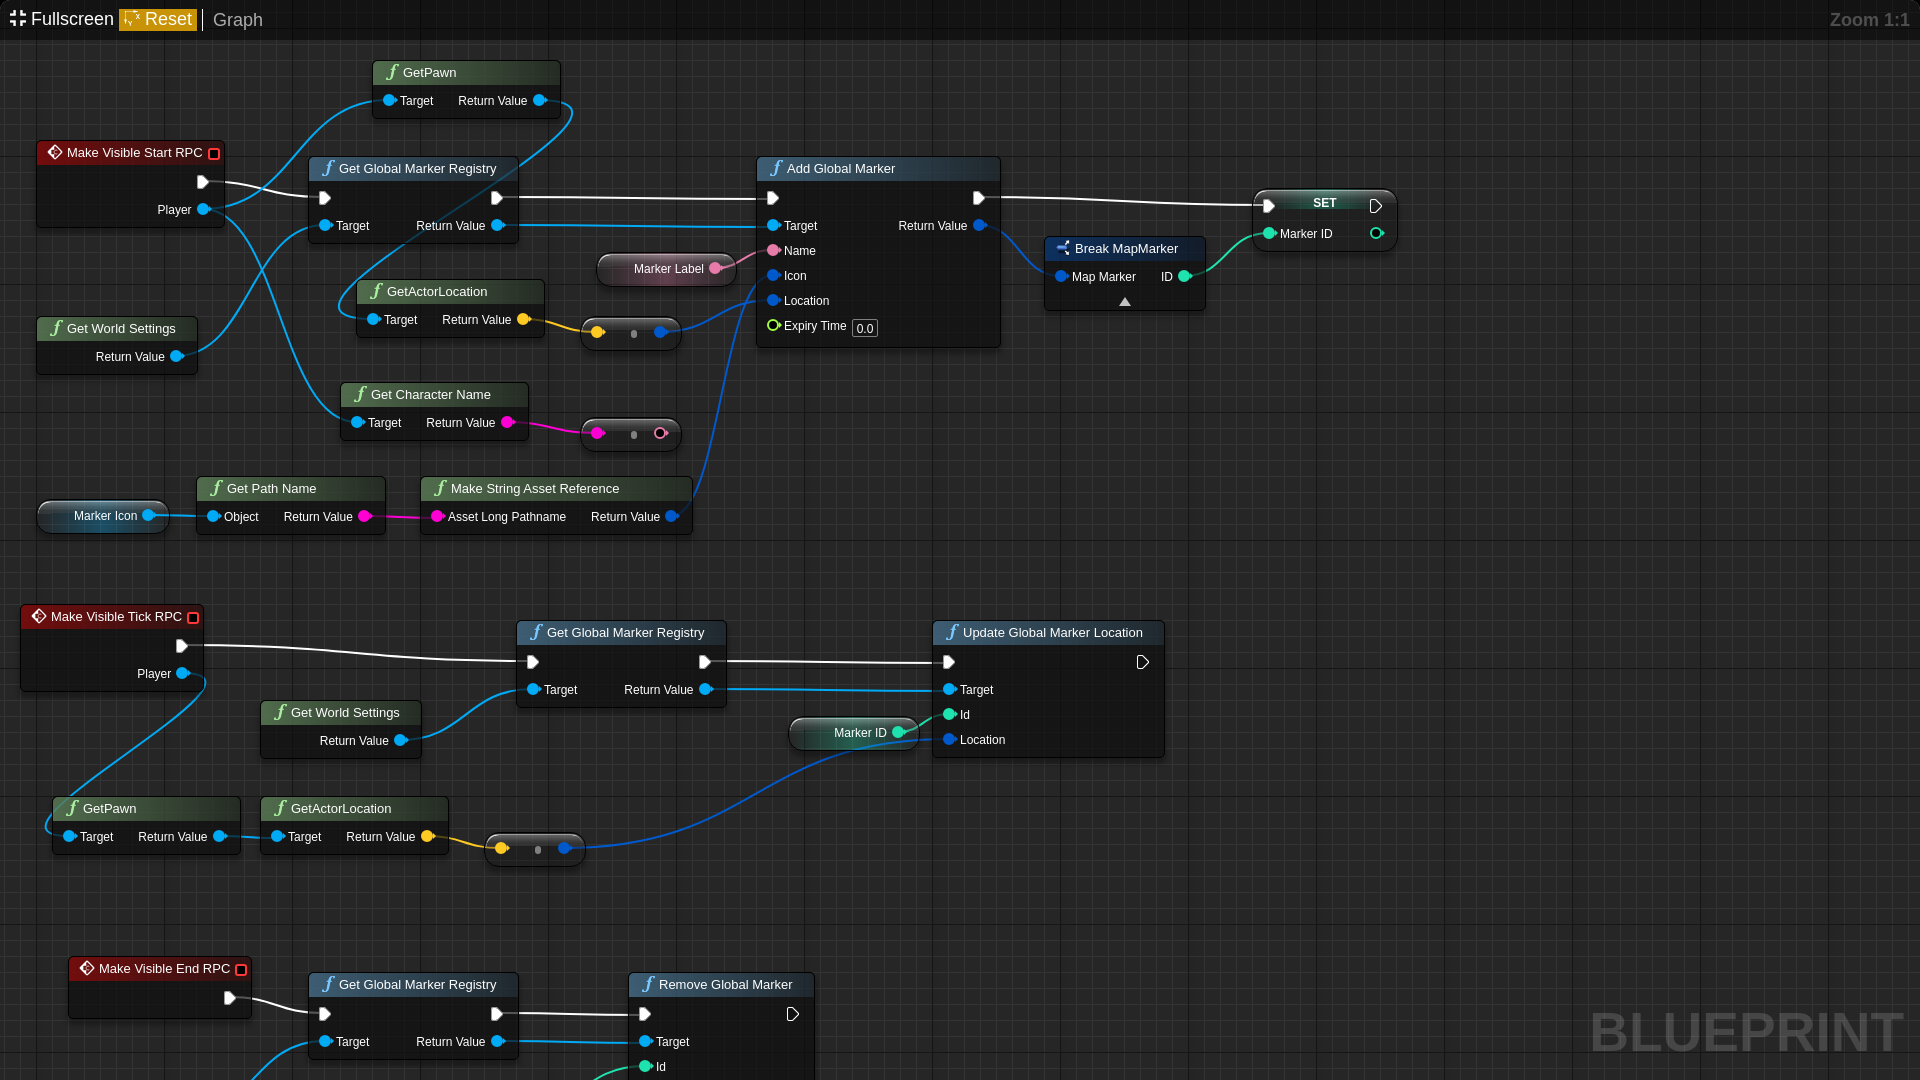 Fullscreen Reset Graph Zoom 1:1
GetPawn
Target Return Value
Make Visible Start RPC
Player
Get Global Marker Registry
Target Return Value
Add Global Marker
Target Return Value
Name
Icon
Location
Expiry Time 0.0
SET
Marker ID
Break MapMarker
Map Marker ID
Marker Label
GetActorLocation
Target Return Value
Get World Settings
Return Value
Get Character Name
Target Return Value
Marker Icon
Get Path Name
Object Return Value
Make String Asset Reference
Asset Long Pathname Return Value
Make Visible Tick RPC
Player
Get Global Marker Registry
Target Return Value
Update Global Marker Location
Target
Id
Location
Get World Settings
Return Value
Marker ID
GetPawn
Target Return Value
GetActorLocation
Target Return Value
Make Visible End RPC
Get Global Marker Registry
Target Return Value
Remove Global Marker
Target
Id
BLUEPRINT